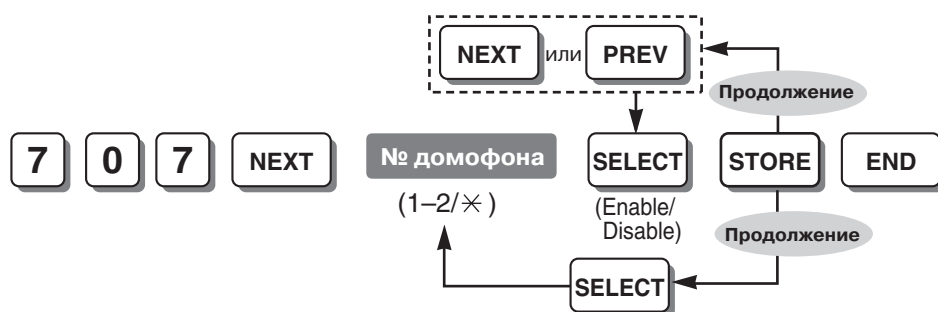 NEXT или PREV
Продолжение
7 0 7 NEXT № домофона SELECT STORE END
(1–2/✳)
(Enable/
Disable)
Продолжение
SELECT